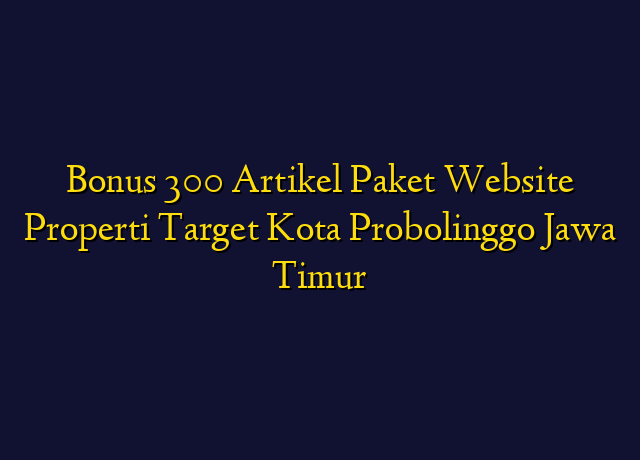 Bonus 300 Artikel Paket Website
Properti Target Kota Probolinggo Jawa
Timur